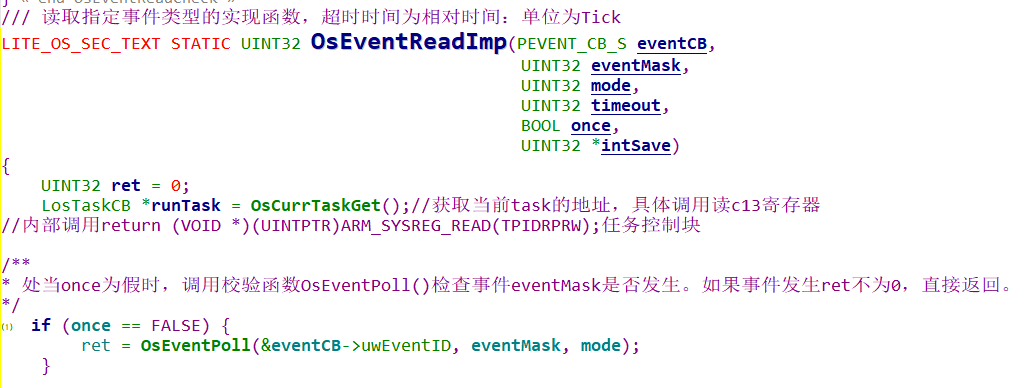 /// 读取指定事件类型的实现函数，超时时间为相对时间：单位为Tick
LITE_OS_SEC_TEXT STATIC UINT32 OsEventReadImp(PEVENT_CB_S eventCB,
UINT32 eventMask,
UINT32 mode,
UINT32 timeout,
BOOL once,
UINT32 *intSave)
{
UINT32 ret = 0;
LosTaskCB *runTask = OsCurrTaskGet();//获取当前task的地址，具体调用读c13寄存器
//内部调用return (VOID *)(UINTPTR)ARM_SYSREG_READ(TPIDRPRW);任务控制块
/**
* 处当once为假时，调用校验函数OsEventPoll()检查事件eventMask是否发生。如果事件发生ret不为0，直接返回。
*/
(1) if (once == FALSE) {
ret = OsEventPoll(&eventCB->uwEventID, eventMask, mode);
}